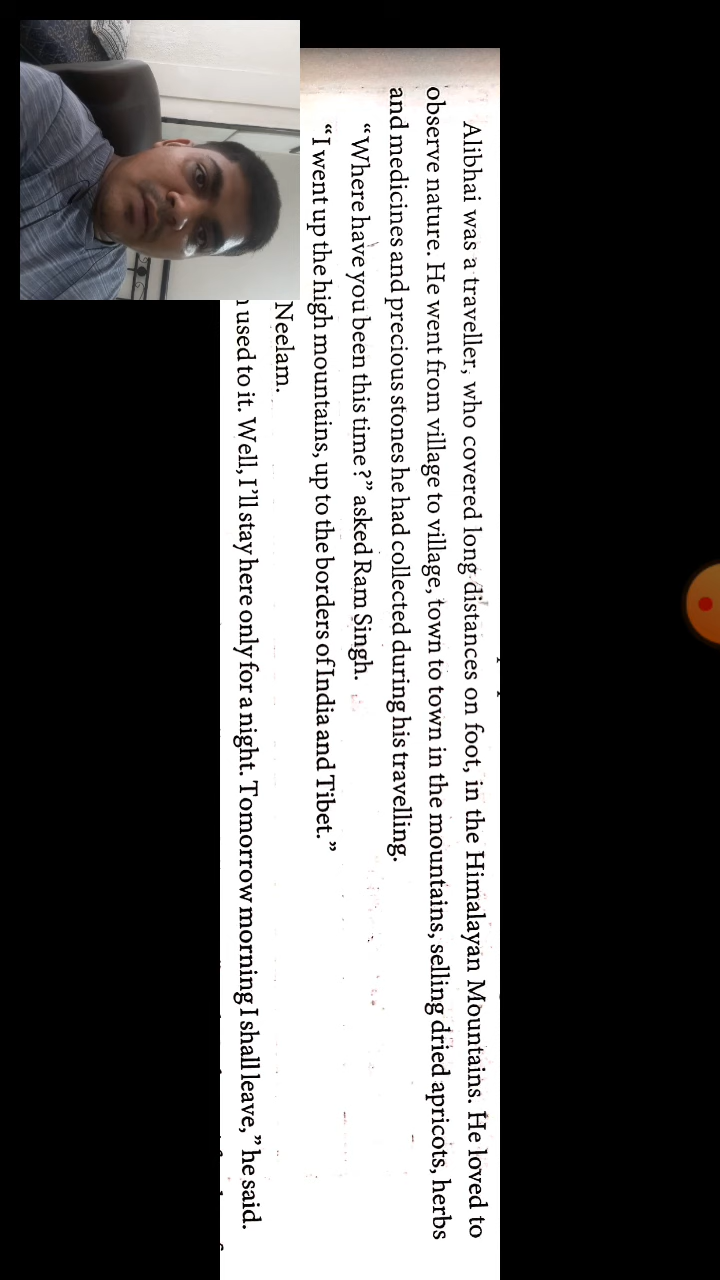 Alibhai was a traveller, who covered long distances on foot, in the Himalayan Mountains. He loved to
observe nature. He went from village to village, town to town in the mountains, selling dried apricots, herbs
and medicines and precious stones he had collected during his travelling.
“Where have you been this time?” asked Ram Singh.
“I went up the high mountains, up to the borders of India and Tibet.”
Neelam.
used to it. Well, I’ll stay here only for a night. Tomorrow morning I shall leave,” he said.